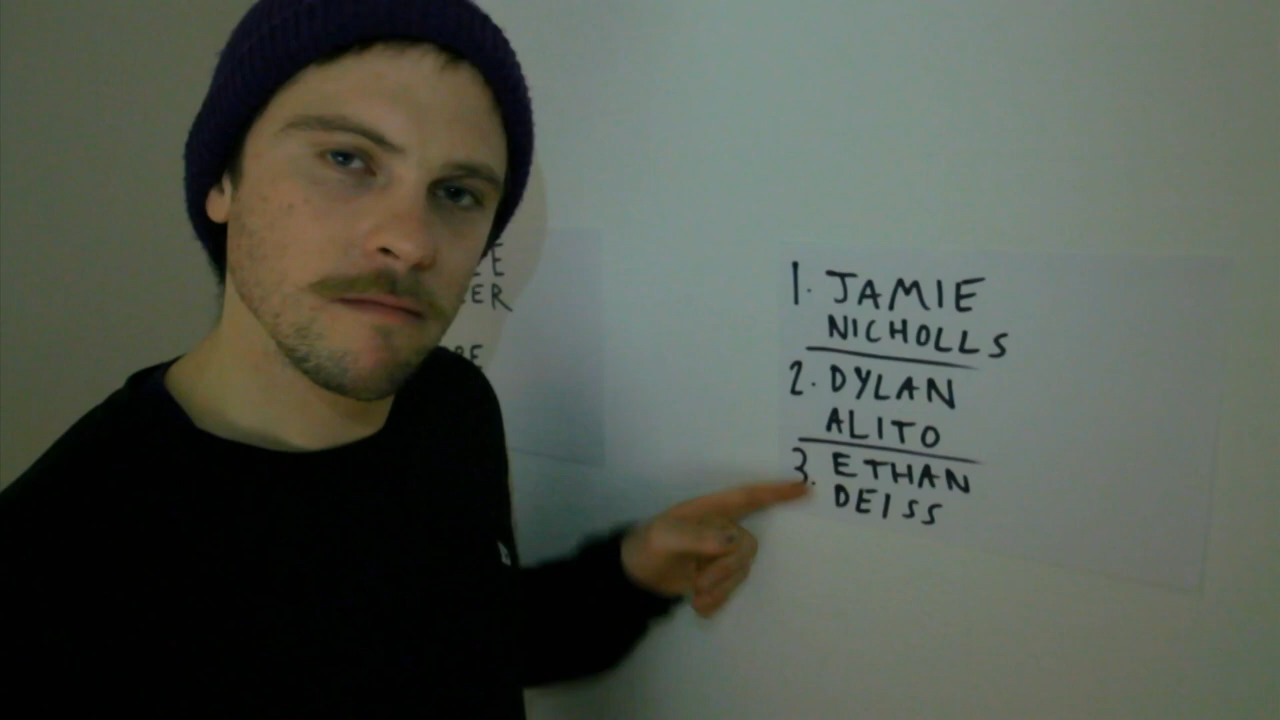 1. JAMIE
NICHOLLS
2. DYLAN
ALITO
3. ETHAN
DEISS